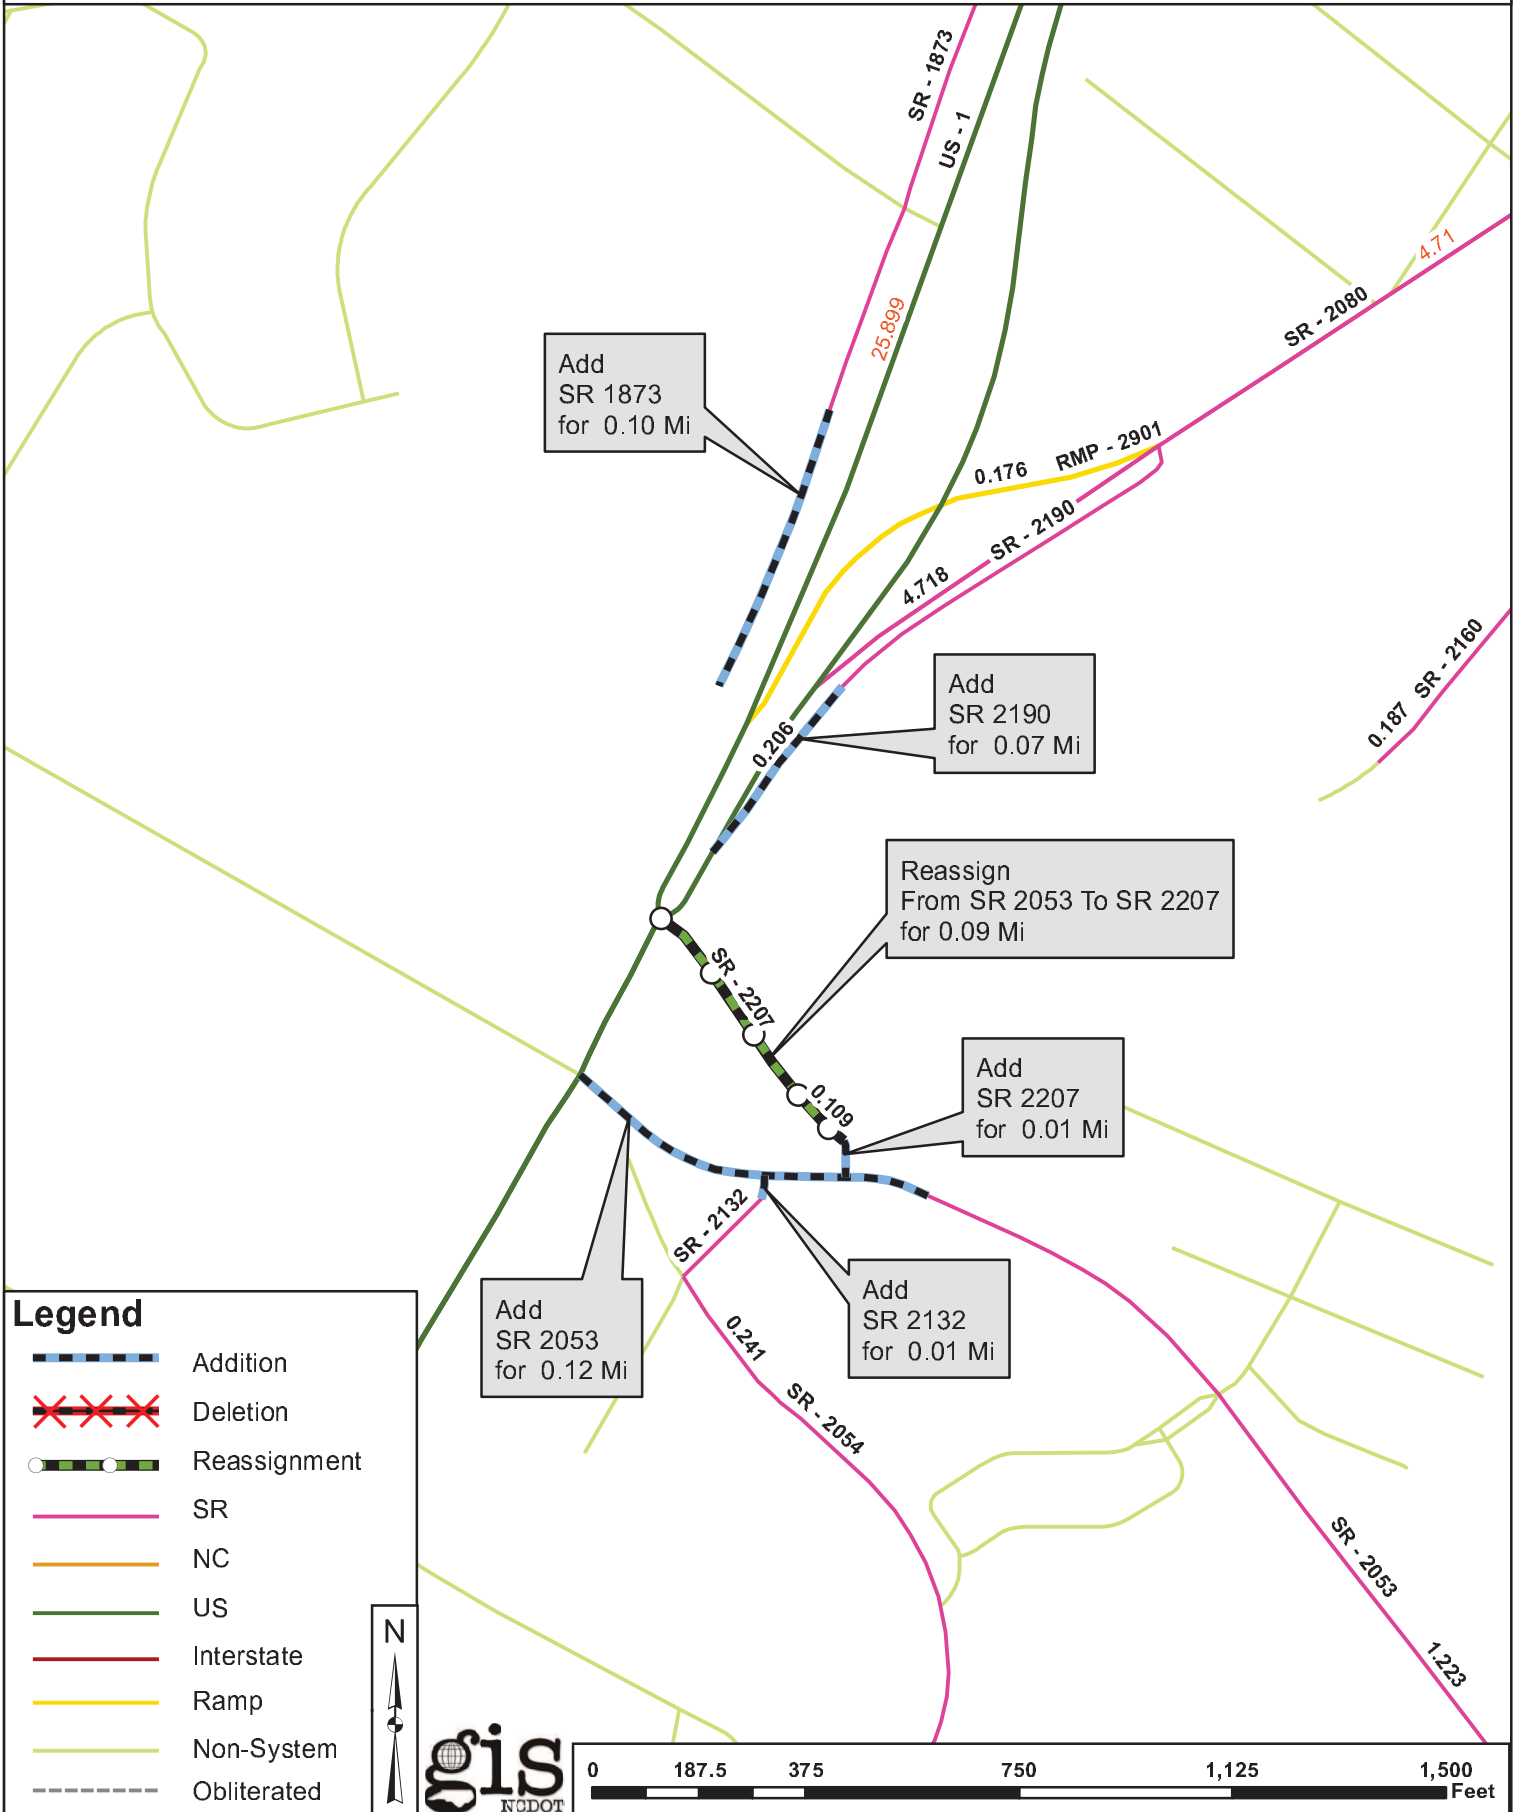 SR - 1873
US - 1
25.899
4.71
SR - 2080
Add
SR 1873
for 0.10 Mi
0.176
RMP - 2901
SR - 2190
4.718
SR - 2160
0.187
Add
SR 2190
for 0.07 Mi
0.206
Reassign
From SR 2053 To SR 2207
for 0.09 Mi
SR - 2207
0.109
Add
SR 2207
for 0.01 Mi
SR - 2132
Add
SR 2053
for 0.12 Mi
Add
SR 2132
for 0.01 Mi
0.241
SR - 2054
SR - 2053
1.223
Legend
Addition
Deletion
Reassignment
SR
NC
US
Interstate
Ramp
Non-System
Obliterated
N
gis
NCDOT
0 187.5 375 750 1,125 1,500
Feet